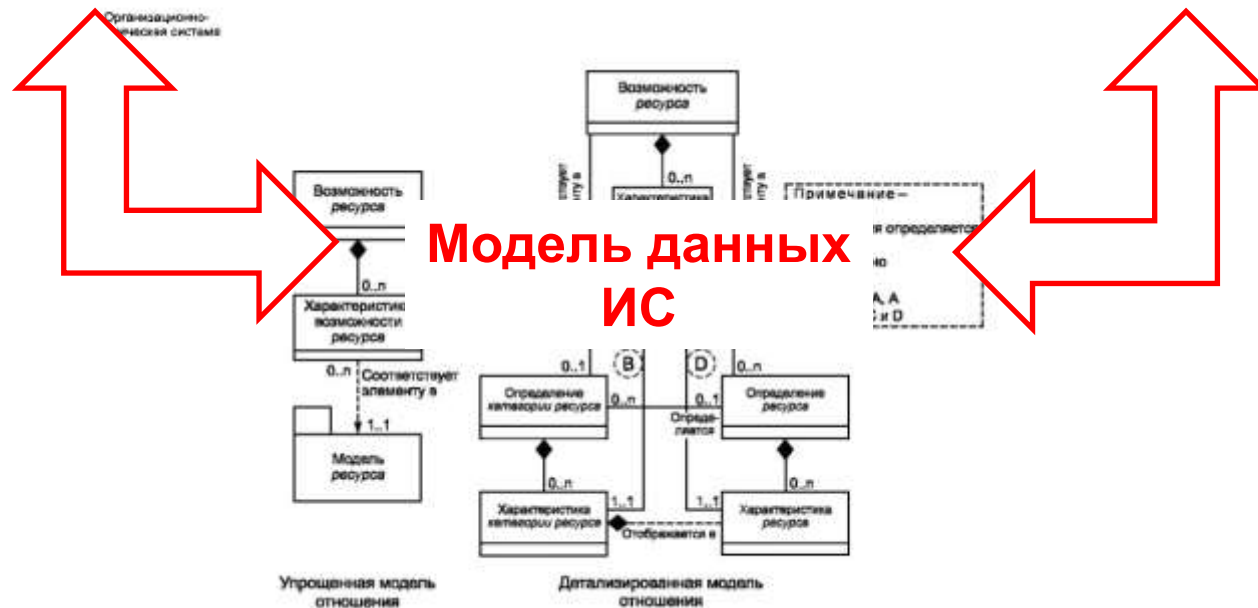 Организационно-
система
Возможность
ресурса
0..n
Характеристика
Возможность
ресурса
0..n
Характеристика
возможности
ресурса
0..n
Соответствует
элементу в
1..1
Модель
ресурса
Упрощенная модель
отношения
Примечание–
определяется
А, А
и D
Модель данных
ИС
0..1
B
D
0..n
Определение
категории ресурса
0..n
0..1
Опреде-
ляется
Определение
ресурса
0..n
0..n
Характеристика
категории ресурса
1..1
1..1
Характеристика
ресурса
Отображается в
Детализированная модель
отношения